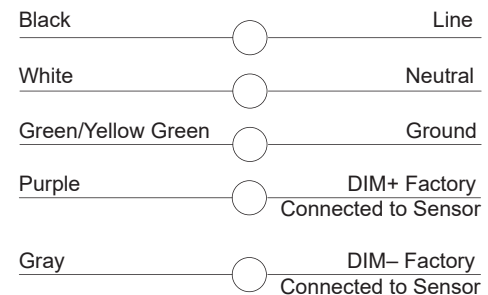 Black Line
White Neutral
Green/Yellow Green Ground
Purple DIM+ Factory
Connected to Sensor
Gray DIM– Factory
Connected to Sensor